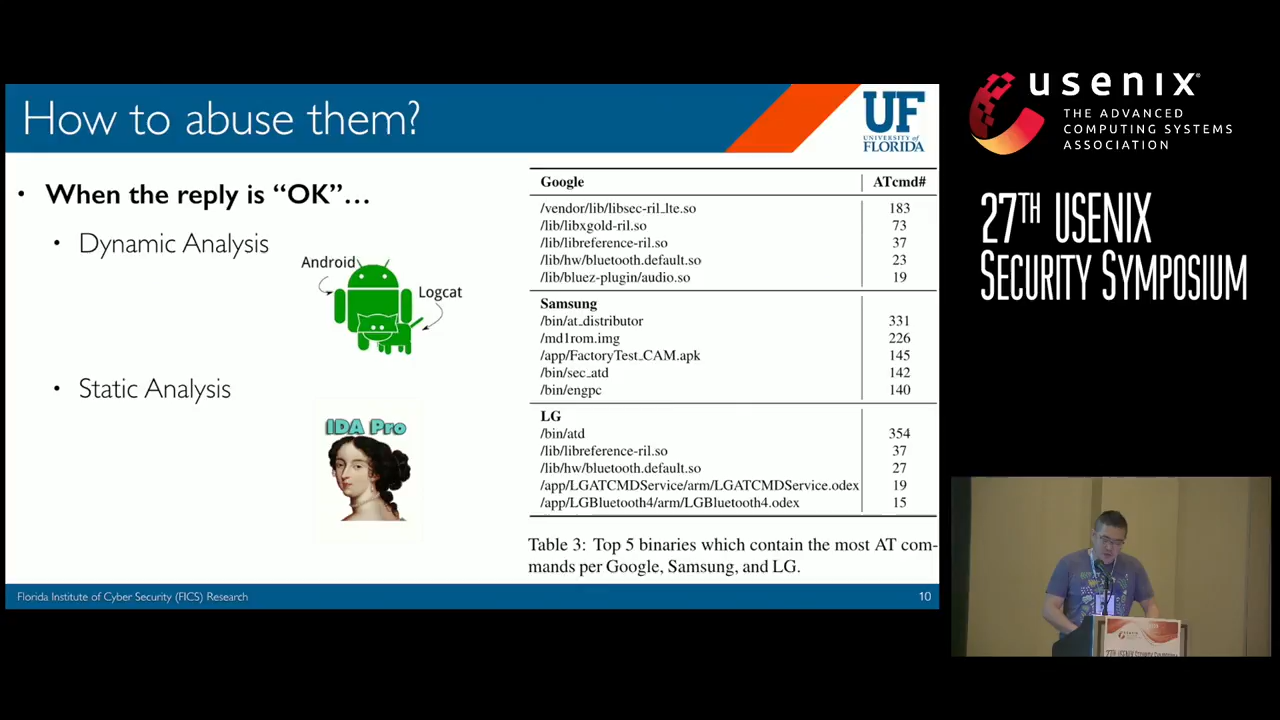 How to abuse them?
UF
UNIVERSITY of
FLORIDA
• When the reply is “OK”…
• Dynamic Analysis
Android
Logcat
• Static Analysis
IDA Pro
Google ATcmd#
/vendor/lib/libsec-ril_lte.so 183
/lib/libxgold-ril.so 73
/lib/libreference-ril.so 37
/lib/hw/bluetooth.default.so 23
/lib/bluez-plugin/audio.so 19
Samsung
/bin/at_distributor 331
/md1rom.img 226
/app/FactoryTest_CAM.apk 145
/bin/sec_atd 142
/bin/engpc 140
LG
/bin/atd 354
/lib/libreference-ril.so 37
/lib/hw/bluetooth.default.so 27
/app/LGATCMDService/arm/LGATCMDService.odex 19
/app/LGBluetooth4/arm/LGBluetooth4.odex 15
Table 3: Top 5 binaries which contain the most AT com-
mands per Google, Samsung, and LG.
Florida Institute of Cyber Security (FICS) Research 10
usenix®
THE ADVANCED
COMPUTING SYSTEMS
ASSOCIATION
27TH USENIX
SECURITY SYMPOSIUM
27TH USENIX SECURITY SYMPOSIUM